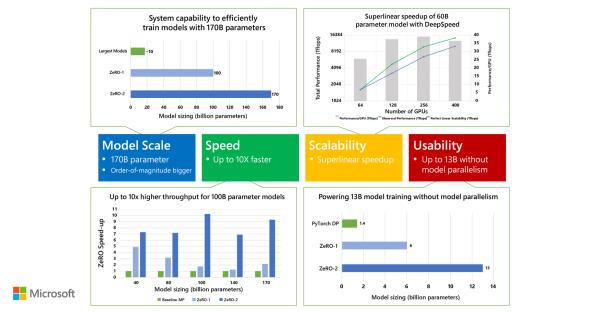 System capability to efficiently
train models with 170B parameters
Largest Models
~10
ZeRO-1
100
ZeRO-2
170
0 20 40 60 80 100 120 140 160 180
Model sizing (billion parameters)
Superlinear speedup of 60B
parameter model with DeepSpeed
Total Performance (Tflops)
16384
8192
4096
2048
1024
40
35
30
25
20
15
10
5
0
Performance/GPU (Tflops)
64 128 256 400
Number of GPUs
Performance/GPU (Tflops) Observed Performance (Tflops) Perfect Linear Scalability (Tflops)
Model Scale
• 170B parameter
• Order-of-magnitude bigger
Speed
• Up to 10X faster
Scalability
• Superlinear speedup
Usability
• Up to 13B without
model parallelism
Up to 10x higher throughput for 100B parameter models
ZeRO Speed-up
11
10
9
8
7
6
5
4
3
2
1
0
40 80 100 140 170
Model sizing (billion parameters)
Baseline-MP ZeRO-1 ZeRO-2
Powering 13B model training without model parallelism
PyTorch DP
1.4
ZeRO-1
6
ZeRO-2
13
0 2 4 6 8 10 12 14
Model sizing (billion parameters)
Microsoft